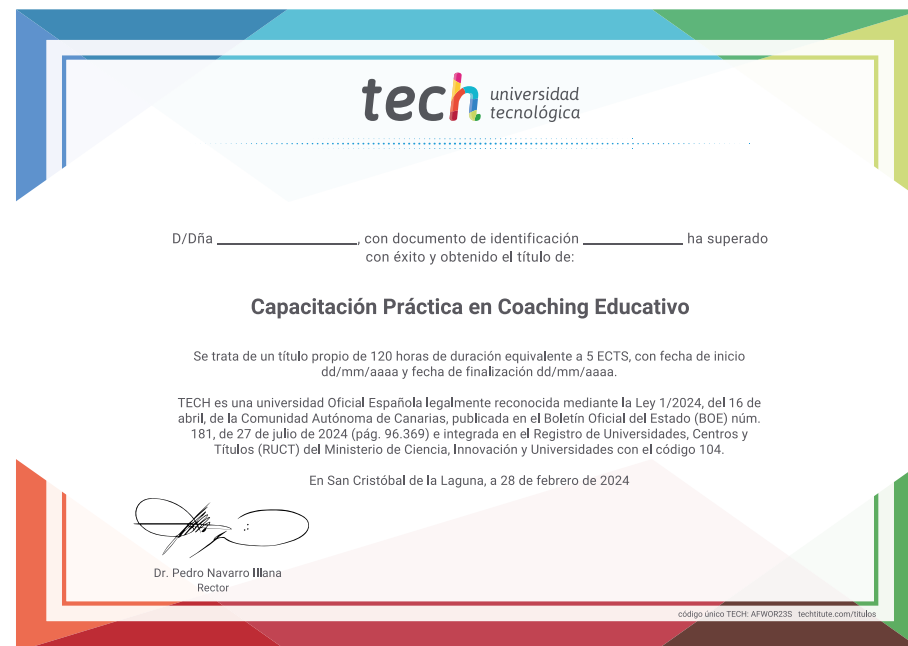 tech universidad
tecnológica
D/Dña ______________, con documento de identificación __________ ha superado
con éxito y obtenido el título de:
Capacitación Práctica en Coaching Educativo
Se trata de un título propio de 120 horas de duración equivalente a 5 ECTS, con fecha de inicio
dd/mm/aaaa y fecha de finalización dd/mm/aaaa.
TECH es una universidad Oficial Española legalmente reconocida mediante la Ley 1/2024, del 16 de
abril, de la Comunidad Autónoma de Canarias, publicada en el Boletín Oficial del Estado (BOE) núm.
181, de 27 de julio de 2024 (pág. 96.369) e integrada en el Registro de Universidades, Centros y
Títulos (RUCT) del Ministerio de Ciencia, Innovación y Universidades con el código 104.
En San Cristóbal de la Laguna, a 28 de febrero de 2024
Dr. Pedro Navarro Illana
Rector
código único TECH: AFWOR23S techtitute.com/titulos